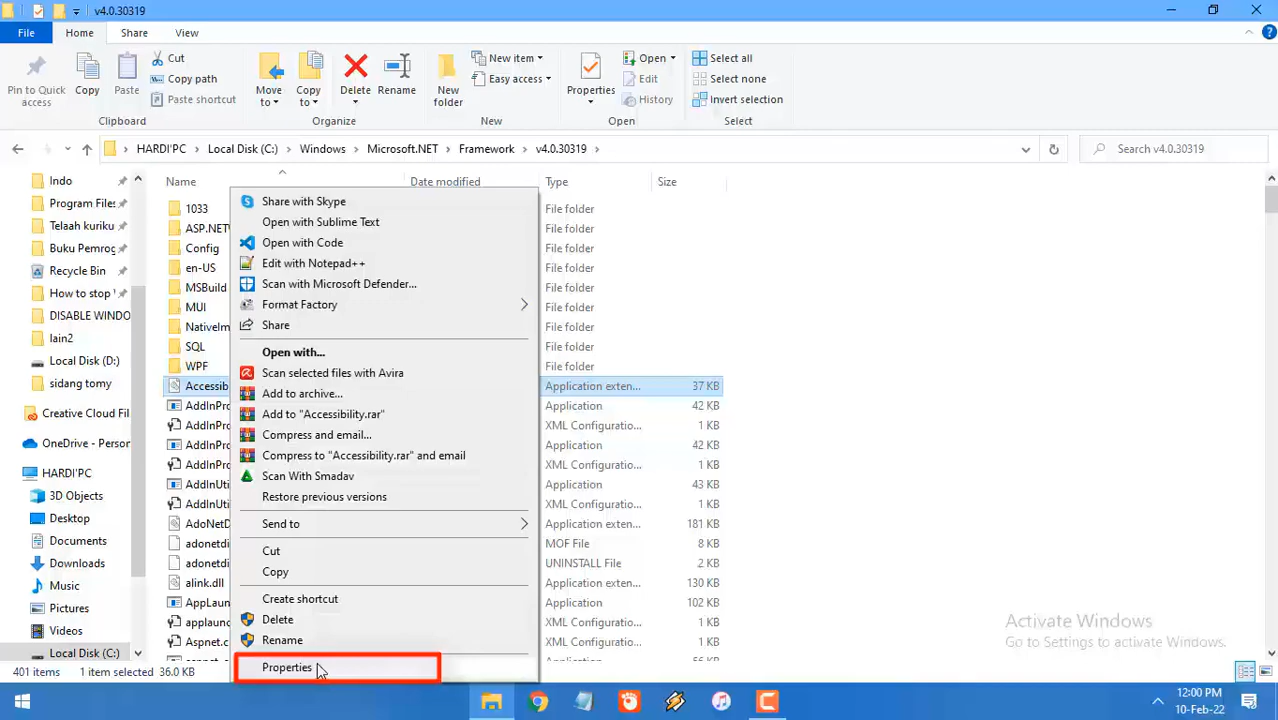 v4.0.30319
File Home Share View
Pin to Quick access
Copy
Paste
Cut
Copy path
Paste shortcut
Clipboard
Move to
Copy to
Delete
Rename
Organize
New folder
New item
Easy access
New
Properties
Open
Edit
History
Open
Select all
Select none
Invert selection
Select
HARDI'PC > Local Disk (C:) > Windows > Microsoft.NET > Framework > v4.0.30319 >
Search v4.0.30319
Indo
Program Files
Telaah kuriku
Buku Pemrog
Recycle Bin
How to stop
DISABLE WINDO
lain2
Local Disk (D:)
sidang tomy
Creative Cloud Fil
OneDrive - Person
HARDI'PC
3D Objects
Desktop
Documents
Downloads
Music
Pictures
Videos
Local Disk (C:)
Name Date modified Type Size
1033 File folder
ASP.NET File folder
Config File folder
en-US File folder
MSBuild File folder
MUI File folder
NativeIm File folder
SQL File folder
WPF File folder
Accessib Application exten... 37 KB
AddInPro Application 42 KB
AddInPro XML Configuratio... 1 KB
AddInPro Application 42 KB
AddInPro XML Configuratio... 1 KB
AddInUti Application 43 KB
AddInUti XML Configuratio... 1 KB
AdoNetD Application exten... 181 KB
adonetdi MOF File 8 KB
adonetdi UNINSTALL File 2 KB
alink.dll Application exten... 130 KB
AppLaun Application 102 KB
applaunc XML Configuratio... 1 KB
Aspnet.c XML Configuratio... 1 KB
Share with Skype
Open with Sublime Text
Open with Code
Edit with Notepad++
Scan with Microsoft Defender...
Format Factory
Share
Open with...
Scan selected files with Avira
Add to archive...
Add to "Accessibility.rar"
Compress and email...
Compress to "Accessibility.rar" and email
Scan With Smadav
Restore previous versions
Send to
Cut
Copy
Create shortcut
Delete
Rename
Properties
Activate Windows
Go to Settings to activate Windows.
401 items 1 item selected 36.0 KB
12:00 PM
10-Feb-22